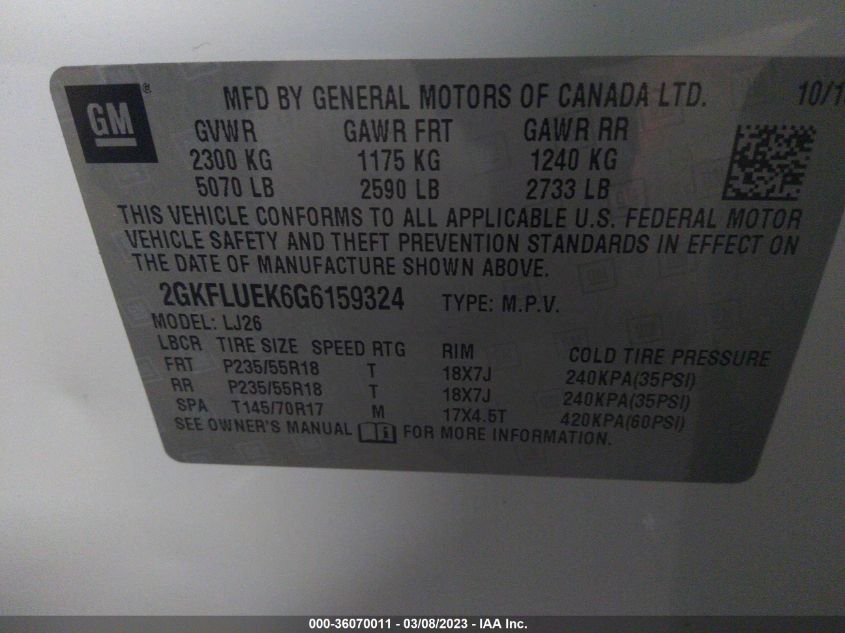 GM ®
MFD BY GENERAL MOTORS OF CANADA LTD. 10/1
GVWR GAWR FRT GAWR RR
2300 KG 1175 KG 1240 KG
5070 LB 2590 LB 2733 LB
THIS VEHICLE CONFORMS TO ALL APPLICABLE U.S. FEDERAL MOTOR
VEHICLE SAFETY AND THEFT PREVENTION STANDARDS IN EFFECT ON
THE DATE OF MANUFACTURE SHOWN ABOVE.
2GKFLUEK6G6159324 TYPE: M.P.V.
MODEL: LJ26
LBCR TIRE SIZE SPEED RTG RIM COLD TIRE PRESSURE
FRT P235/55R18 T 18X7J 240KPA(35PSI)
RR P235/55R18 T 18X7J 240KPA(35PSI)
SPA T145/70R17 M 17X4.5T 420KPA(60PSI)
SEE OWNER'S MANUAL i FOR MORE INFORMATION.
000-36070011 - 03/08/2023 - IAA Inc.